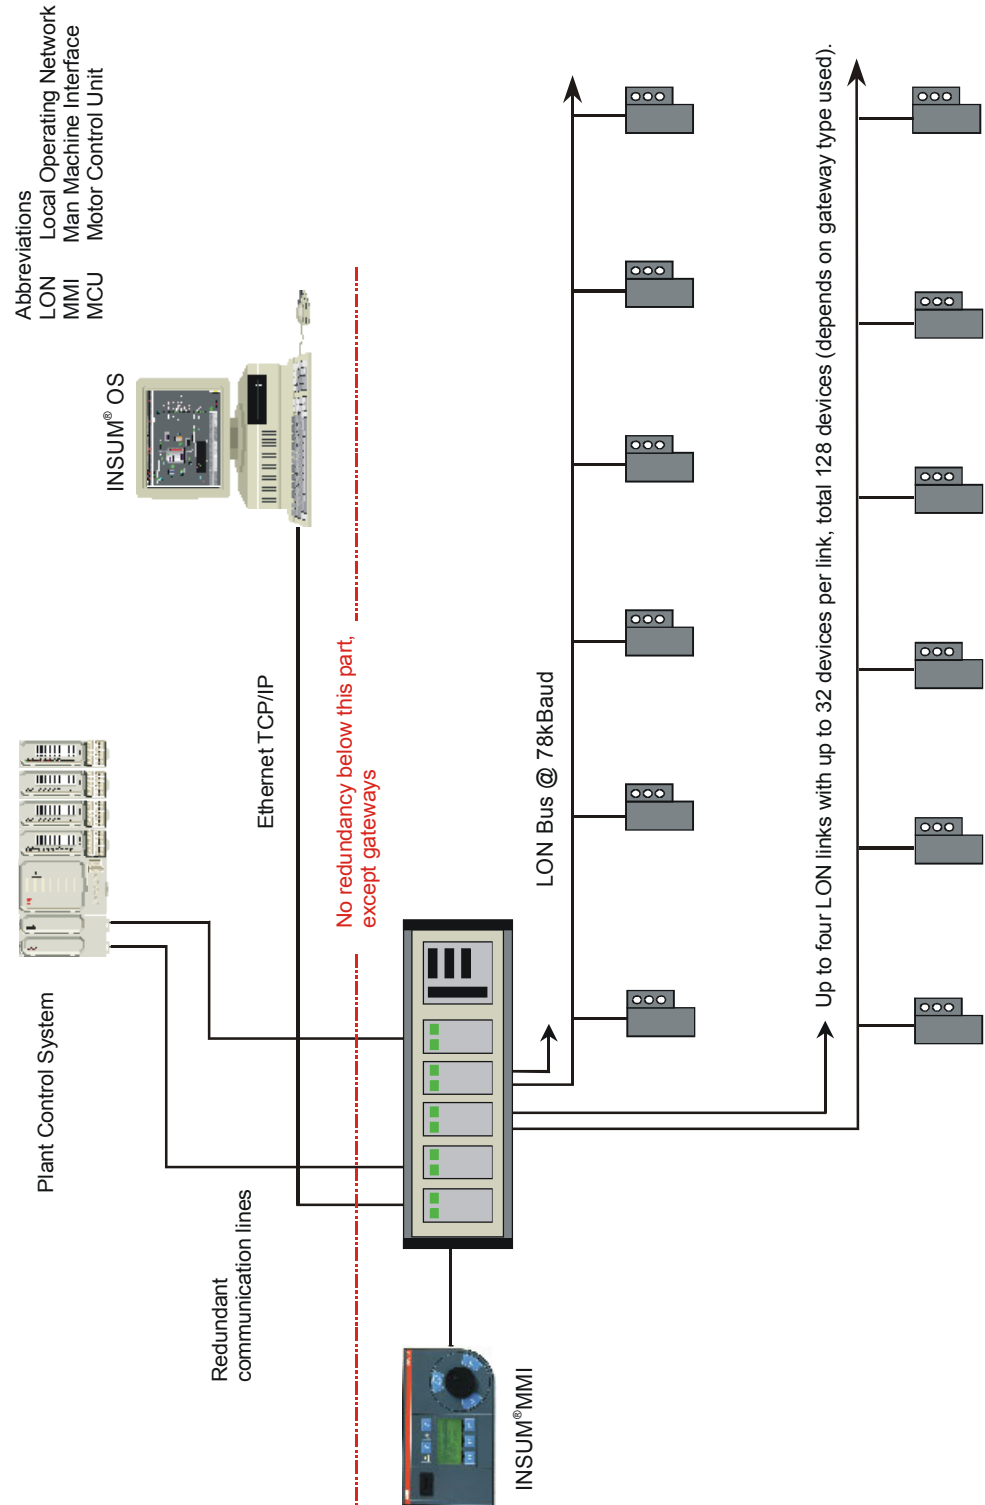 Abbreviations
LON Local Operating Network
MMI Man Machine Interface
MCU Motor Control Unit
INSUM® OS
Plant Control System
Ethernet TCP/IP
Redundant
communication lines
No redundancy below this part,
except gateways
INSUM®MMI
LON Bus @ 78kBaud
Up to four LON links with up to 32 devices per link, total 128 devices (depends on gateway type used).